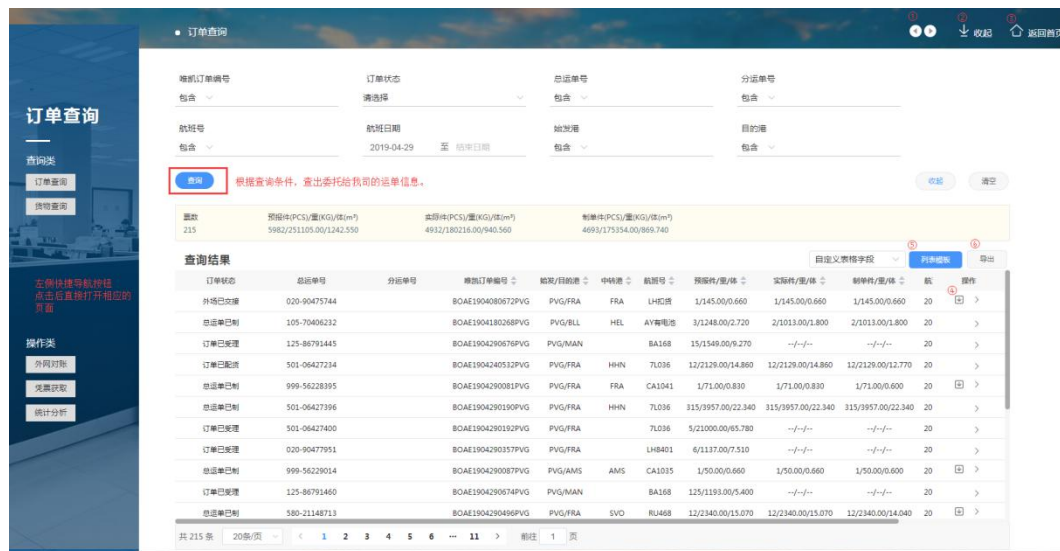 订单查询
查询类
订单查询
货物查询
左侧快捷导航按钮
点击后直接打开相应的
页面
操作类
外网对账
凭票获取
统计分析
订单查询
① ② ③
收起 返回首页
唯凯订单编号 订单状态 总运单号 分运单号
包含 请选择 包含 包含
航班号 航班日期 始发港 目的港
包含 2019-04-29 至 结束日期 包含 包含
查询 根据查询条件，查出委托给我司的运单信息。 收起 清空
票数 预报件(PCS)/重(KG)/体(m³) 实际件(PCS)/重(KG)/体(m³) 制单件(PCS)/重(KG)/体(m³)
215 5982/251105.00/1242.550 4932/180216.00/940.560 4693/175354.00/869.740
⑤ ⑥
查询结果 自定义表格字段 列表模板 导出
订单状态 总运单号 分运单号 唯凯订单编号 始发/目的港 中转港 航班号 预报件/重/体 实际件/重/体 制单件/重/体 航 操作
④
外场已交接 020-90475744 BOAE1904080672PVG PVG/FRA FRA LH扣货 1/145.00/0.660 1/145.00/0.660 1/145.00/0.660 20
总运单已制 105-70406232 BOAE1904180268PVG PVG/BLL HEL AY有电池 3/1248.00/2.720 2/1013.00/1.800 2/1013.00/1.800 20
订单已受理 125-86791445 BOAE1904290676PVG PVG/MAN BA168 15/1549.00/9.270 --/--/-- --/--/-- 20
订单已配货 501-06427234 BOAE1904240532PVG PVG/FRA HHN 7L036 12/2129.00/14.860 12/2129.00/14.860 12/2129.00/12.770 20
总运单已制 999-56228395 BOAE1904290081PVG PVG/FRA FRA CA1041 1/71.00/0.830 1/71.00/0.830 1/71.00/0.600 20
总运单已制 501-06427396 BOAE1904290190PVG PVG/FRA HHN 7L036 315/3957.00/22.340 315/3957.00/22.340 315/3957.00/22.340 20
订单已受理 501-06427400 BOAE1904290192PVG PVG/FRA 7L036 5/21000.00/65.780 --/--/-- --/--/-- 20
订单已受理 020-90477951 BOAE1904290357PVG PVG/FRA LH8401 6/1137.00/7.510 --/--/-- --/--/-- 20
总运单已制 999-56229014 BOAE1904290087PVG PVG/AMS AMS CA1035 1/50.00/0.660 1/50.00/0.660 1/50.00/0.600 20
订单已受理 125-86791460 BOAE1904290674PVG PVG/MAN BA168 125/1193.00/5.400 --/--/-- --/--/-- 20
总运单已制 580-21148713 BOAE1904290496PVG PVG/FRA SVO RU468 12/2340.00/15.070 12/2340.00/15.070 12/2340.00/14.040 20
共 215 条 20条/页 < 1 2 3 4 5 6 ··· 11 > 前往 1 页